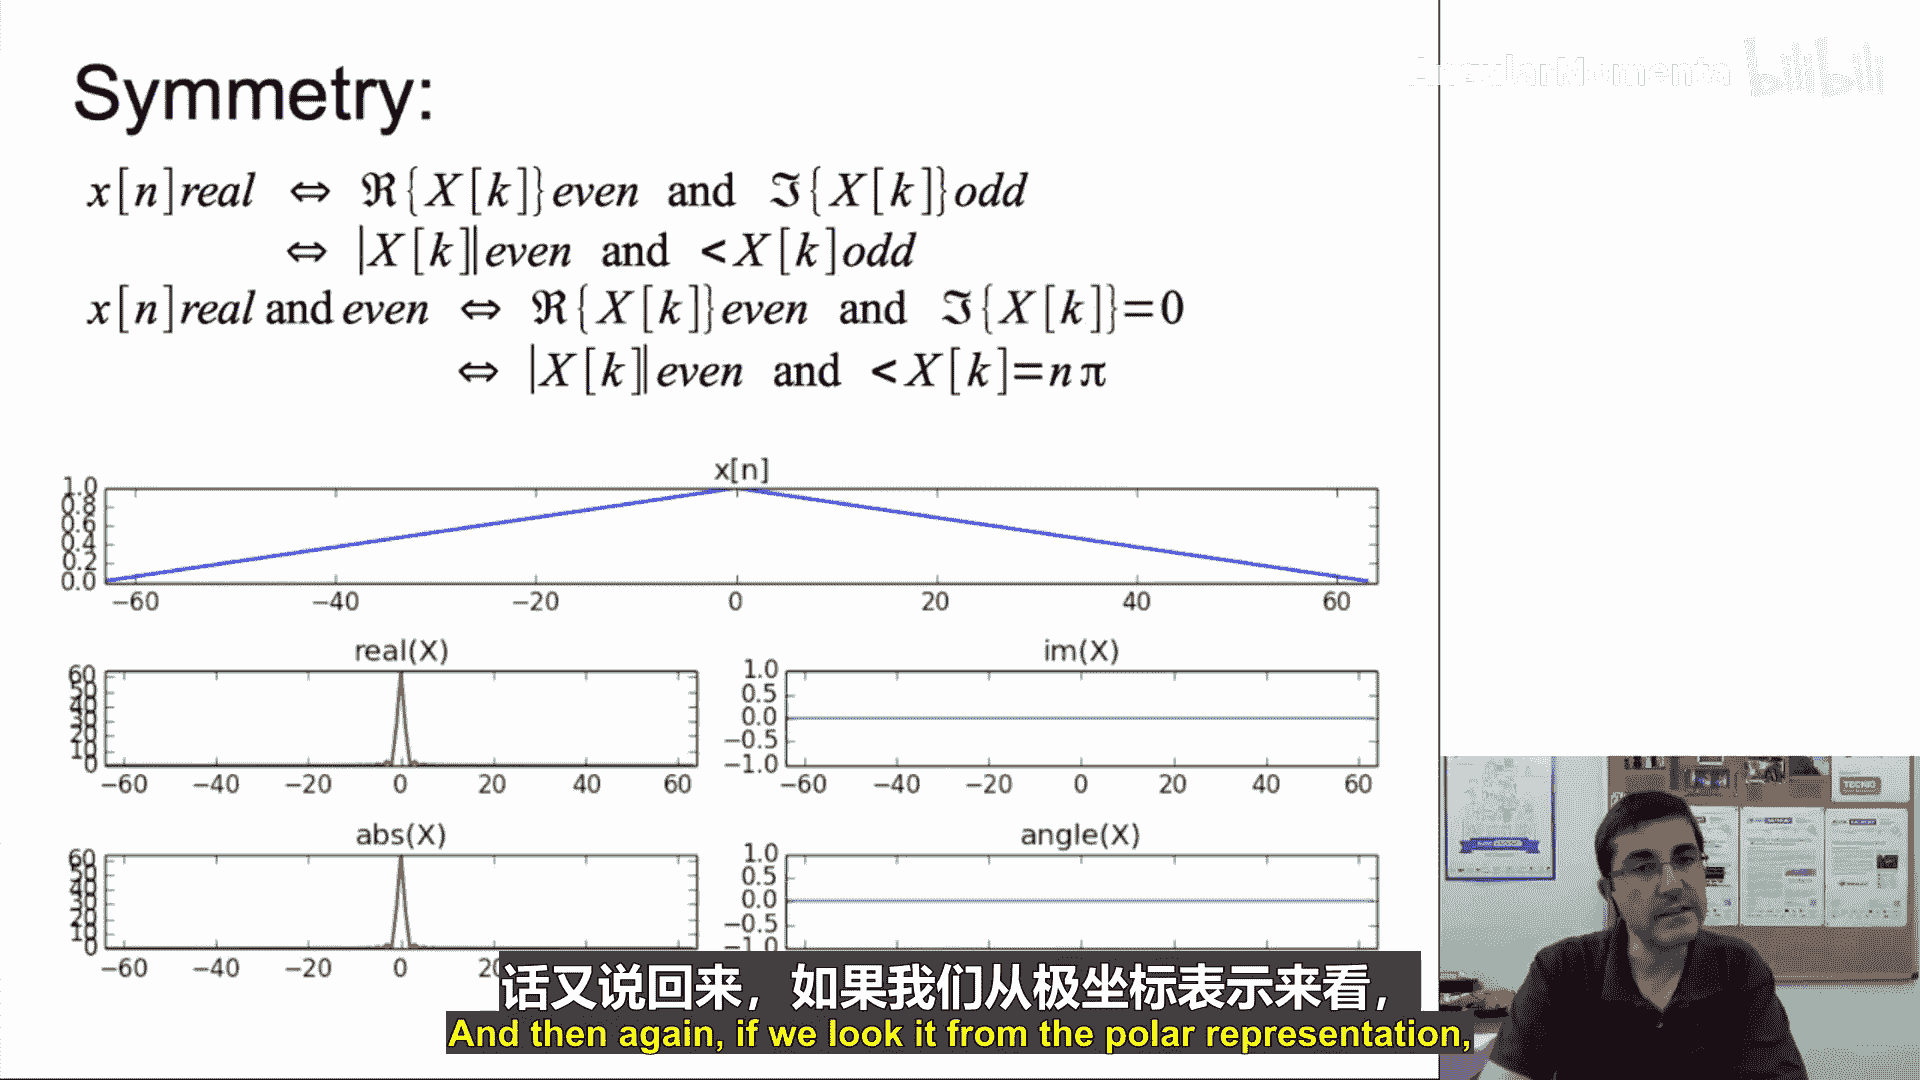 Symmetry:
AngularMomenta bilibili
x[n] real ⇔ ℜ{X[k]} even and ℑ{X[k]} odd
⇔ |X[k]| even and <X[k] odd
x[n] real and even ⇔ ℜ{X[k]} even and ℑ{X[k]}=0
⇔ |X[k]| even and <X[k]=nπ
x[n]
1.0
0.8
0.6
0.4
0.2
0.0
−60 −40 −20 0 20 40 60
real(X)
60
50
40
30
20
10
0
−60 −40 −20 0 20 40 60
im(X)
1.0
0.5
0.0
−0.5
−1.0
−60 −40 −20 0 20 40 60
abs(X)
60
50
40
30
20
10
0
−60 −40 −20 0
angle(X)
1.0
0.5
0.0
−0.5
TECNIO
话又说回来，如果我们从极坐标表示来看，
And then again, if we look it from the polar representation,